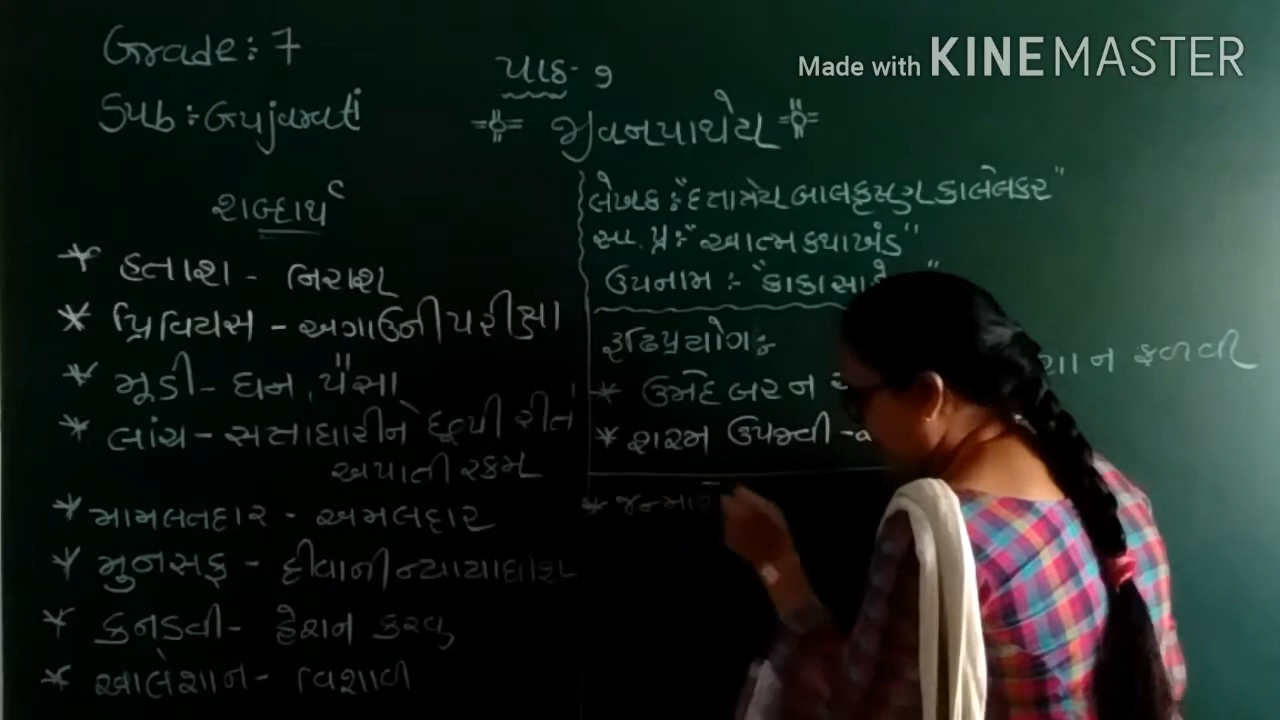 Grade: 7
Sub: Gujarati
Made with KINEMASTER
પાઠ - ૭
જીવનપાથેય
શબ્દાર્થ
* હતાશ - નિરાશ
* પ્રિવિયસ - અગાઉની પરીક્ષા
* મૂડી - ધન, પૈસા
* લાંચ - સત્તાધારીને છૂપી રીતે
અપાતી રકમ
* મામલતદાર - અમલદાર
* મુનસફ - દીવાની ન્યાયાધીશ
* કનડવી - હેરાન કરવુ
* આલેશાન - વિશાળ
લેખક :- "દત્તાત્રેય બાલકૃષ્ણ કાલેલકર"
સા. પ્ર :- "આત્મકથાખંડ"
ઉપનામ :- "કાકાસાહે
રૂઢિપ્રયોગ :-
* ઉમેદ બર ન
ન ફળવી
* શરમ ઉપજવી -